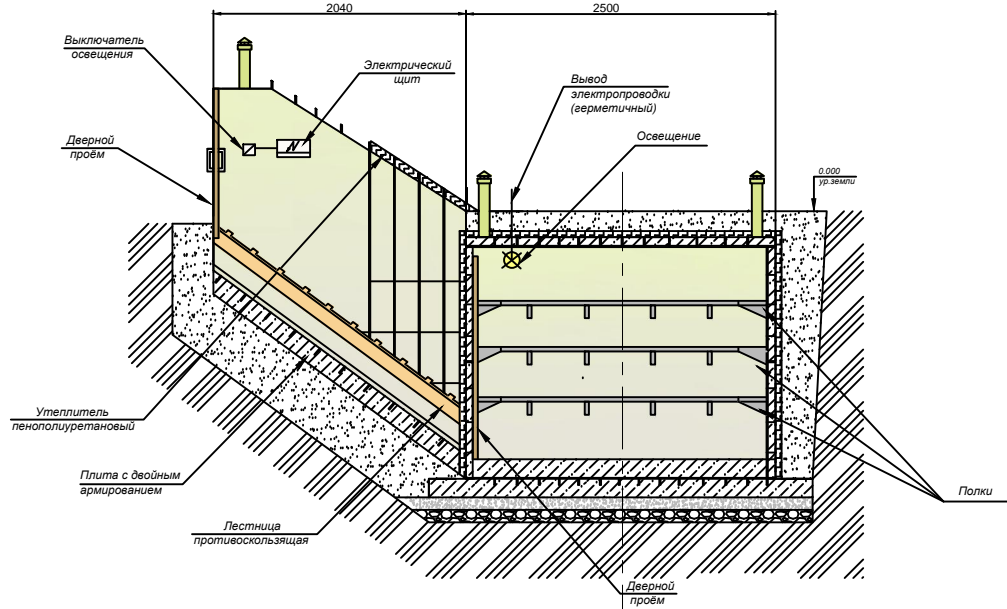 2040
2500
Выключатель
освещения
Электрический
щит
Вывод
электропроводки
(герметичный)
Освещение
Дверной
проём
0.000
ур.земли
Утеплитель
пенополиуретановый
Плита с двойным
армированием
Лестница
противоскользящая
Полки
Дверной
проём